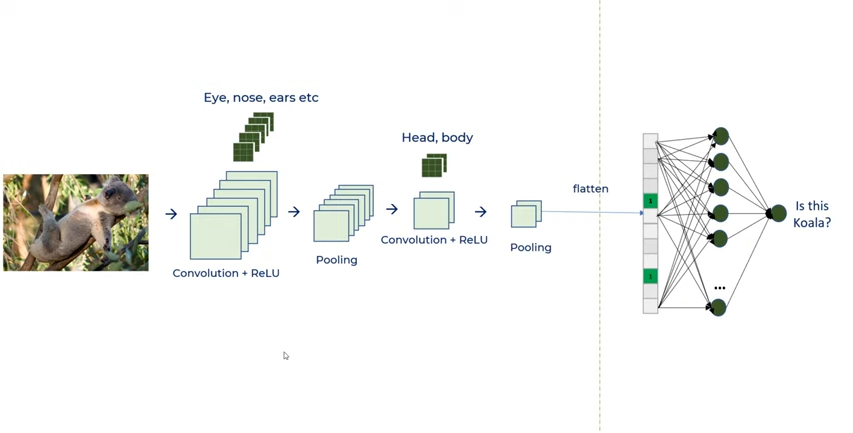 Eye, nose, ears etc
Head, body
flatten
Is this
Koala?
Convolution + ReLU
Pooling
Convolution + ReLU
Pooling
1
1
...